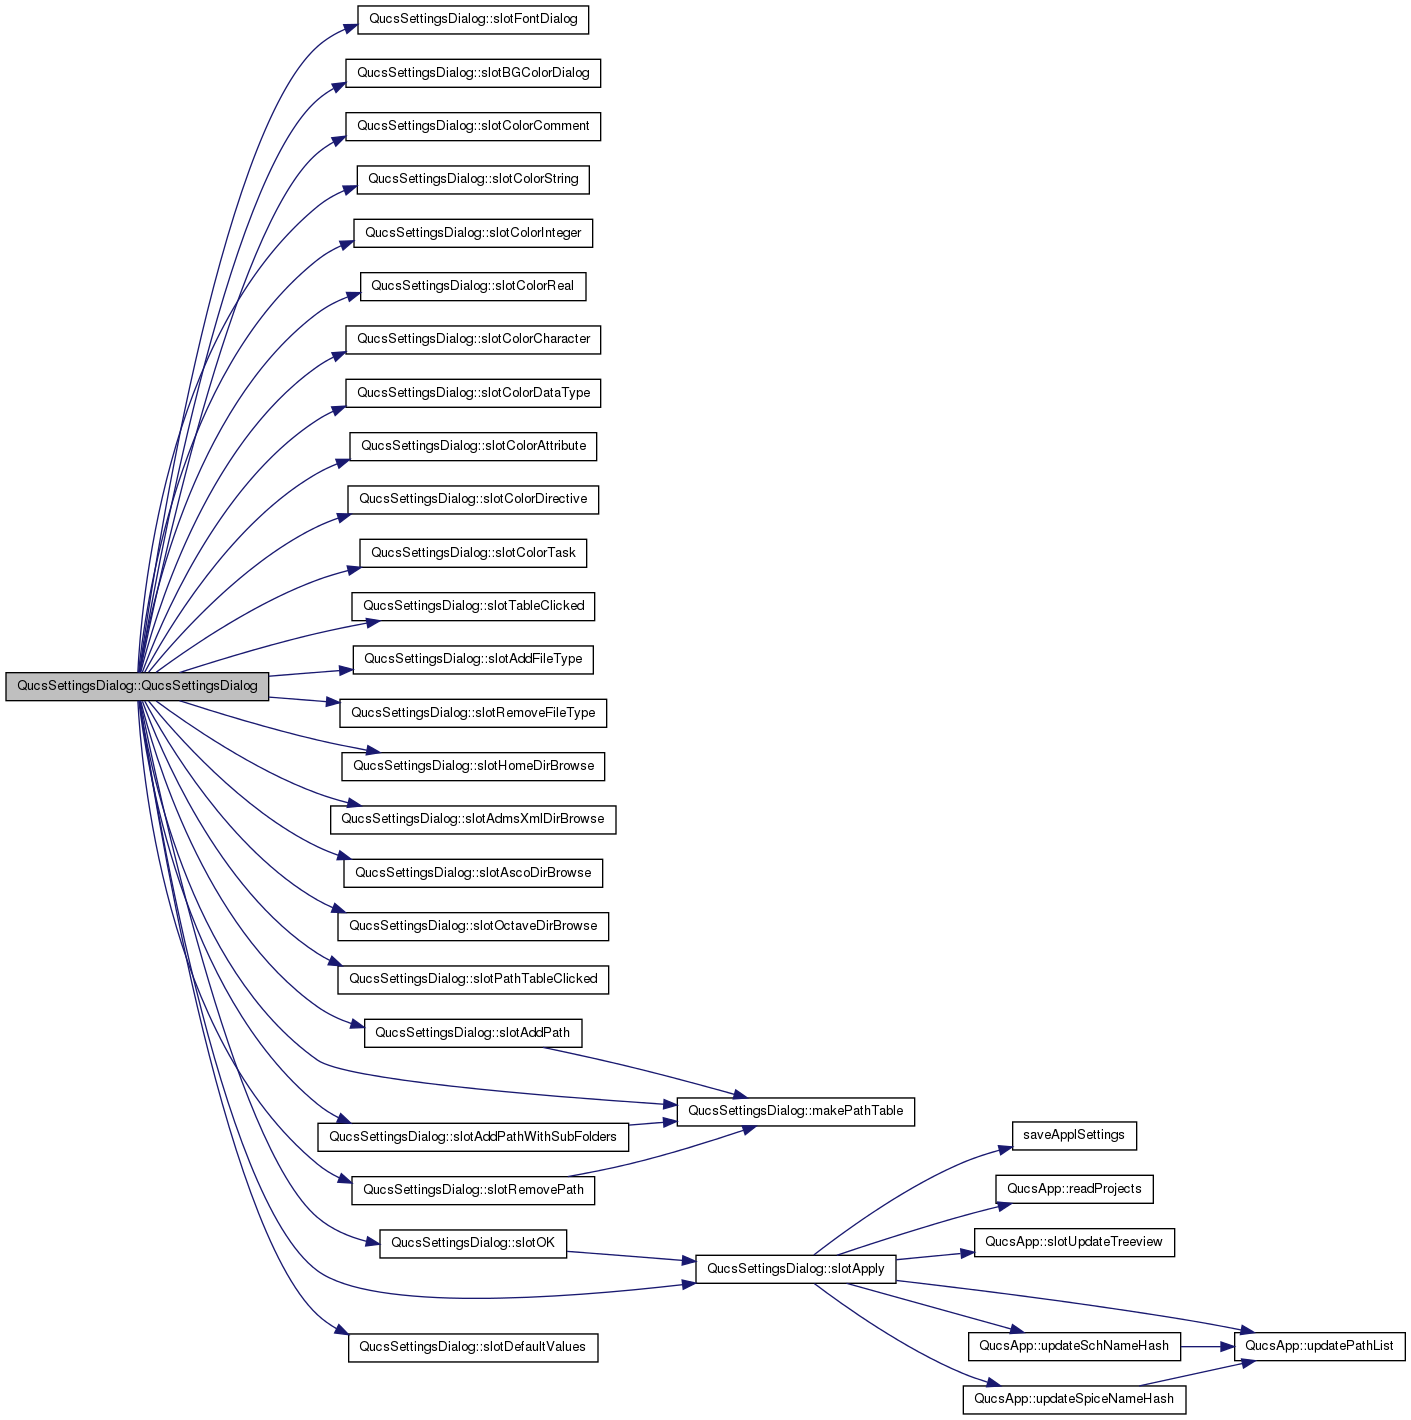 QucsSettingsDialog::slotFontDialog
QucsSettingsDialog::slotBGColorDialog
QucsSettingsDialog::slotColorComment
QucsSettingsDialog::slotColorString
QucsSettingsDialog::slotColorInteger
QucsSettingsDialog::slotColorReal
QucsSettingsDialog::slotColorCharacter
QucsSettingsDialog::slotColorDataType
QucsSettingsDialog::slotColorAttribute
QucsSettingsDialog::slotColorDirective
QucsSettingsDialog::slotColorTask
QucsSettingsDialog::slotTableClicked
QucsSettingsDialog::slotAddFileType
QucsSettingsDialog::QucsSettingsDialog
QucsSettingsDialog::slotRemoveFileType
QucsSettingsDialog::slotHomeDirBrowse
QucsSettingsDialog::slotAdmsXmlDirBrowse
QucsSettingsDialog::slotAscoDirBrowse
QucsSettingsDialog::slotOctaveDirBrowse
QucsSettingsDialog::slotPathTableClicked
QucsSettingsDialog::slotAddPath
QucsSettingsDialog::makePathTable
QucsSettingsDialog::slotAddPathWithSubFolders
saveApplSettings
QucsSettingsDialog::slotRemovePath
QucsApp::readProjects
QucsSettingsDialog::slotOK
QucsApp::slotUpdateTreeview
QucsSettingsDialog::slotApply
QucsSettingsDialog::slotDefaultValues
QucsApp::updateSchNameHash
QucsApp::updatePathList
QucsApp::updateSpiceNameHash